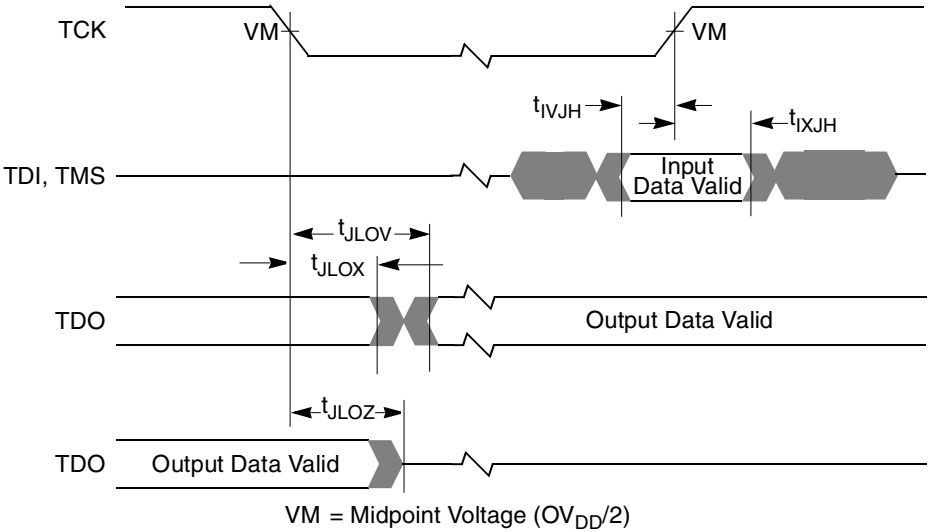 TCK
VM
VM
tIVJH
tIXJH
TDI, TMS
Input
Data Valid
tJLOV
tJLOX
TDO
Output Data Valid
tJLOZ
TDO
Output Data Valid
VM = Midpoint Voltage (OVDD/2)